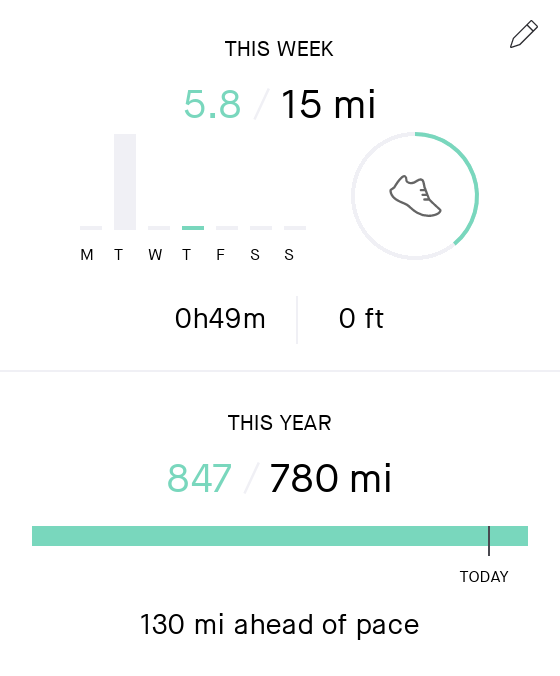 THIS WEEK
5.8 / 15 mi
M T W T F S S
0h49m 0 ft
THIS YEAR
847 / 780 mi
TODAY
130 mi ahead of pace